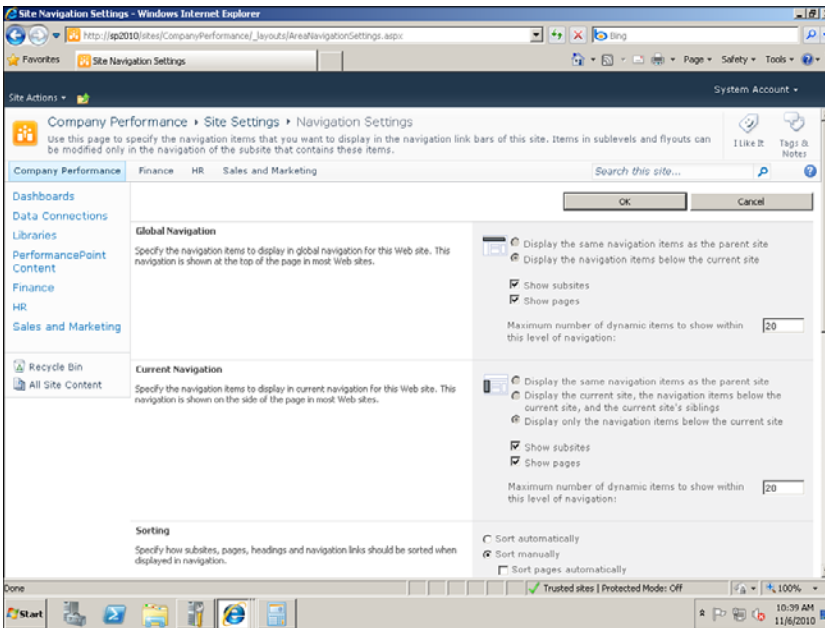 Site Navigation Settings - Windows Internet Explorer
http://sp2010/sites/CompanyPerformance/_layouts/AreaNavigationSettings.aspx
Bing
Favorites
Site Navigation Settings
Page
Safety
Tools
Site Actions
System Account
Company Performance
Site Settings
Navigation Settings
Use this page to specify the navigation items that you want to display in the navigation link bars of this site. Items in sublevels and flyouts can
be modified only in the navigation of the subsite that contains these items.
I Like It
Tags &
Notes
Company Performance
Finance
HR
Sales and Marketing
Search this site...
Dashboards
Data Connections
Libraries
PerformancePoint
Content
Finance
HR
Sales and Marketing
Recycle Bin
All Site Content
OK
Cancel
Global Navigation
Specify the navigation items to display in global navigation for this Web site. This
navigation is shown at the top of the page in most Web sites.
Display the same navigation items as the parent site
Display the navigation items below the current site
Show subsites
Show pages
Maximum number of dynamic items to show within
this level of navigation:
20
Current Navigation
Specify the navigation items to display in current navigation for this Web site. This
navigation is shown on the side of the page in most Web sites.
Display the same navigation items as the parent site
Display the current site, the navigation items below the
current site, and the current site's siblings
Display only the navigation items below the current site
Show subsites
Show pages
Maximum number of dynamic items to show within
this level of navigation:
20
Sorting
Specify how subsites, pages, headings and navigation links should be sorted when
displayed in navigation.
Sort automatically
Sort manually
Sort pages automatically
Done
Trusted sites | Protected Mode: Off
100%
Start
10:39 AM
11/6/2010